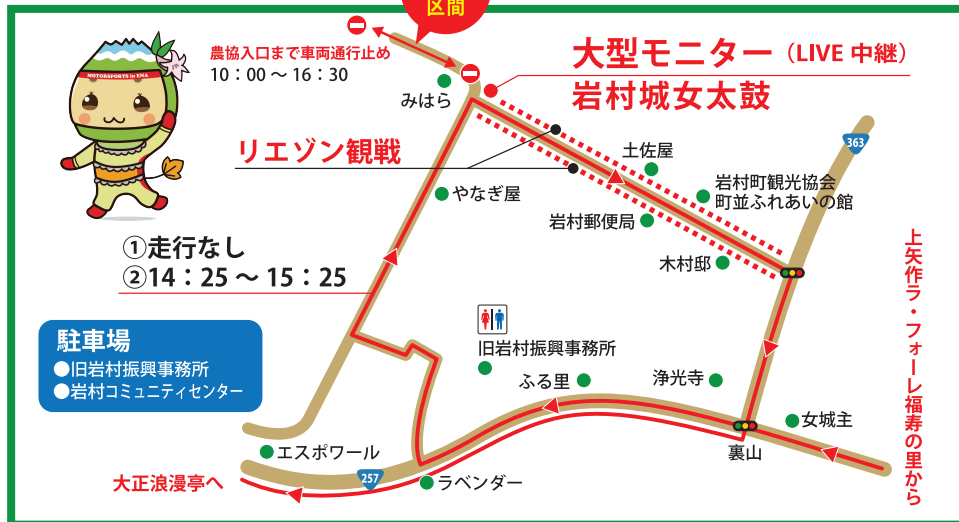 区間
農協入口まで車両通行止め
10：00 〜 16：30
MOTORSPORTS in ENA
みはら
大型モニター（LIVE 中継）
岩村城女太鼓
リエゾン観戦
363
土佐屋
岩村町観光協会
町並ふれあいの館
やなぎ屋
岩村郵便局
木村邸
①走行なし
②14：25 〜 15：25
上矢作ラ・フォーレ福寿の里から
駐車場
●旧岩村振興事務所
●岩村コミュニティセンター
旧岩村振興事務所
ふる里
浄光寺
女城主
裏山
エスポワール
257
大正浪漫亭へ
ラベンダー